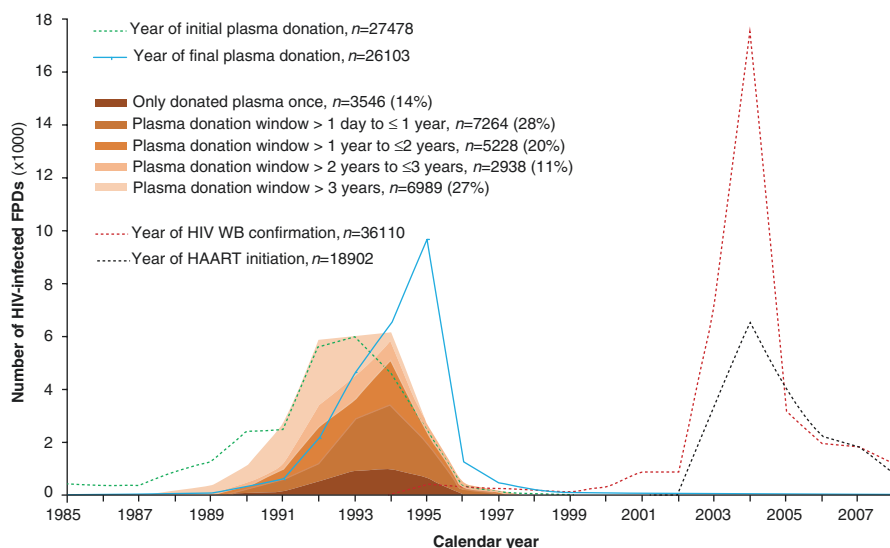 Year of initial plasma donation, n=27478
Year of final plasma donation, n=26103
Only donated plasma once, n=3546 (14%)
Plasma donation window > 1 day to ≤ 1 year, n=7264 (28%)
Plasma donation window > 1 year to ≤2 years, n=5228 (20%)
Plasma donation window > 2 years to ≤3 years, n=2938 (11%)
Plasma donation window > 3 years, n=6989 (27%)
Year of HIV WB confirmation, n=36110
Year of HAART initiation, n=18902
Number of HIV-infected FPDs (x1000)
18
16
14
12
10
8
6
4
2
0
1985 1987 1989 1991 1993 1995 1997 1999 2001 2003 2005 2007
Calendar year